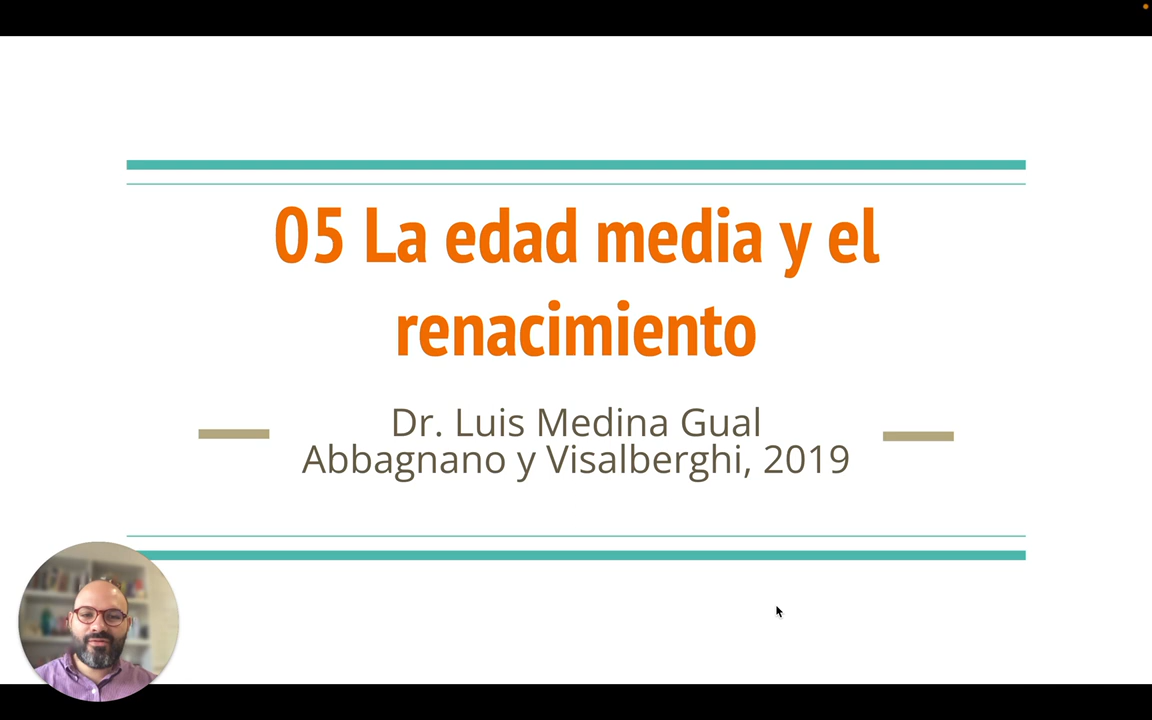 05 La edad media y el
renacimiento
Dr. Luis Medina Gual
Abbagnano y Visalberghi, 2019